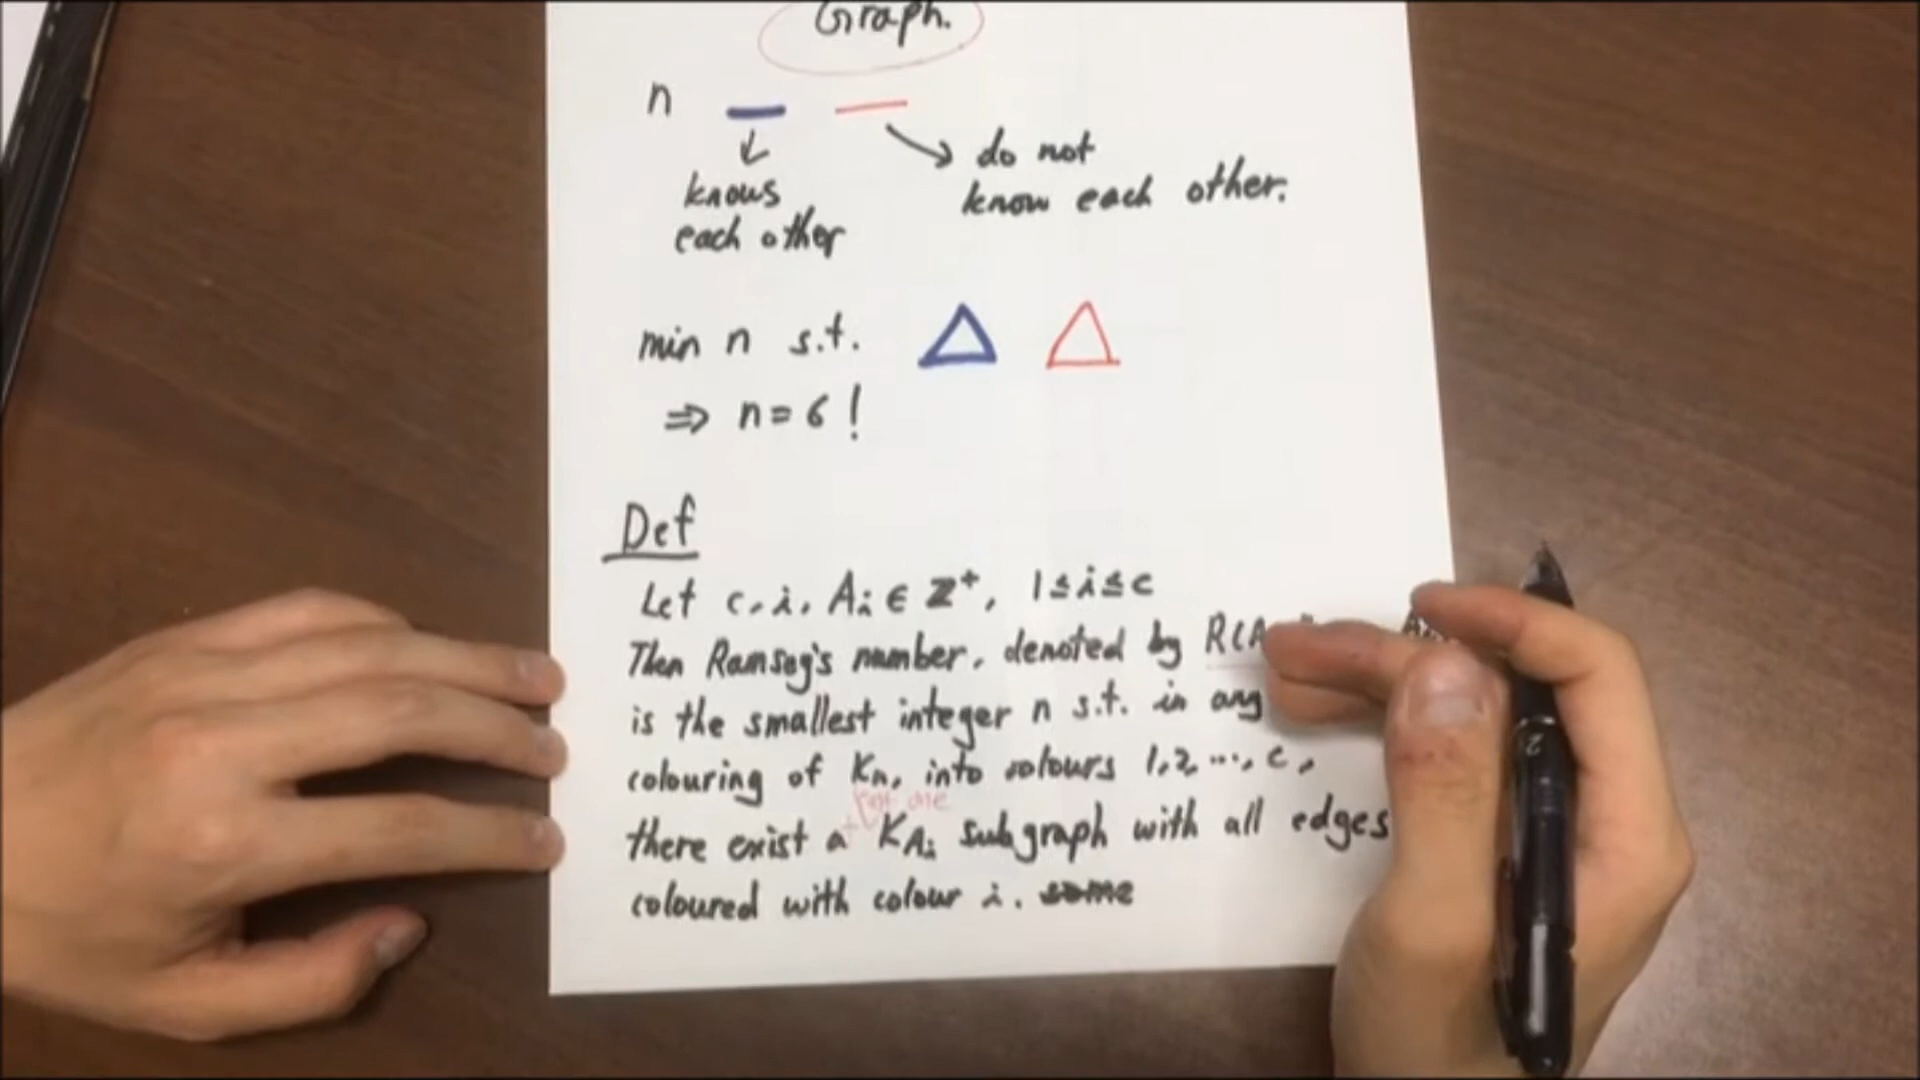 Graph.
n
knows
each other
do not
know each other.
min n s.t.
⇒ n = 6 !
Def
Let c, i, Ai ∈ Z⁺, 1 ≤ i ≤ c
Then Ramsey's number, denoted by R(A
is the smallest integer n s.t. in any
colouring of Kn, into colours 1,2, ..., c,
there exist a KAi subgraph with all edges
coloured with colour i. some